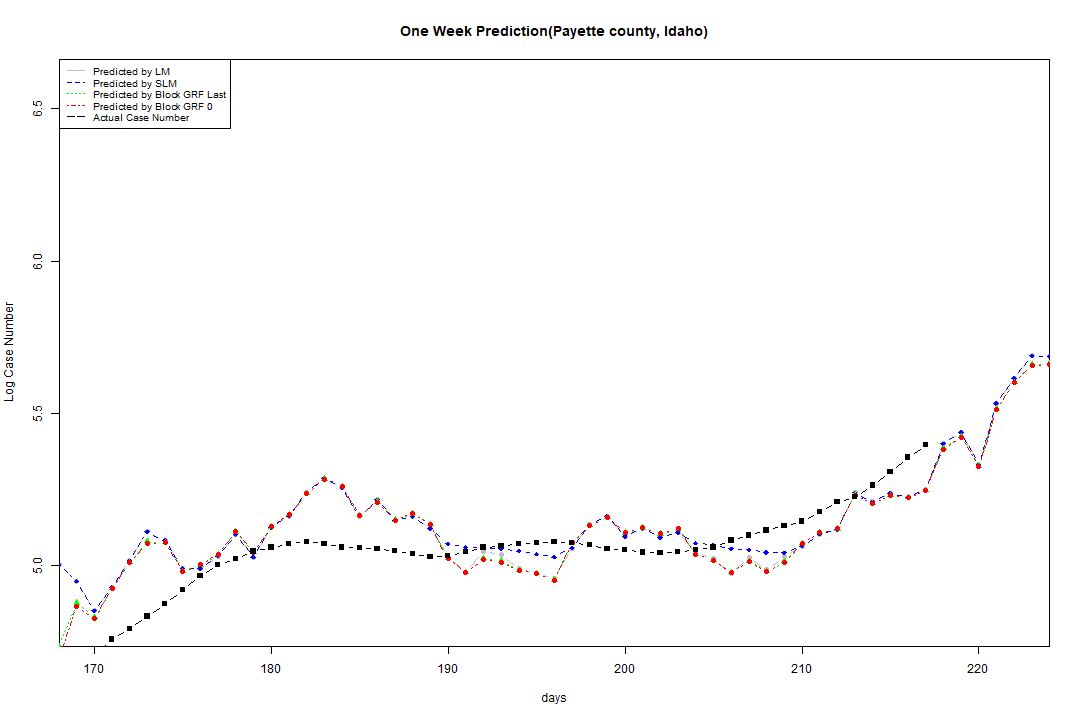 One Week Prediction(Payette county, Idaho)
Predicted by LM
Predicted by SLM
Predicted by Block GRF Last
Predicted by Block GRF 0
Actual Case Number
Log Case Number
6.5
6.0
5.5
5.0
170 180 190 200 210 220
days